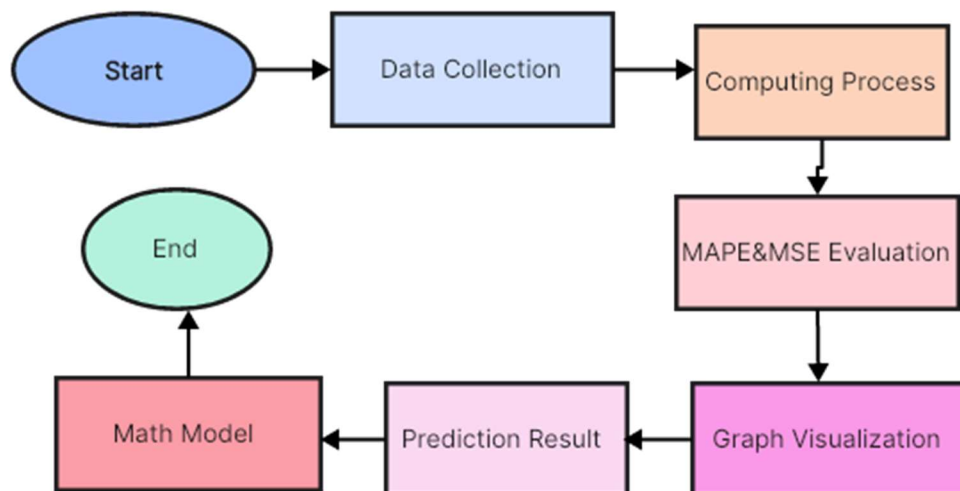 Start
Data Collection
Computing Process
MAPE&MSE Evaluation
Graph Visualization
Prediction Result
Math Model
End